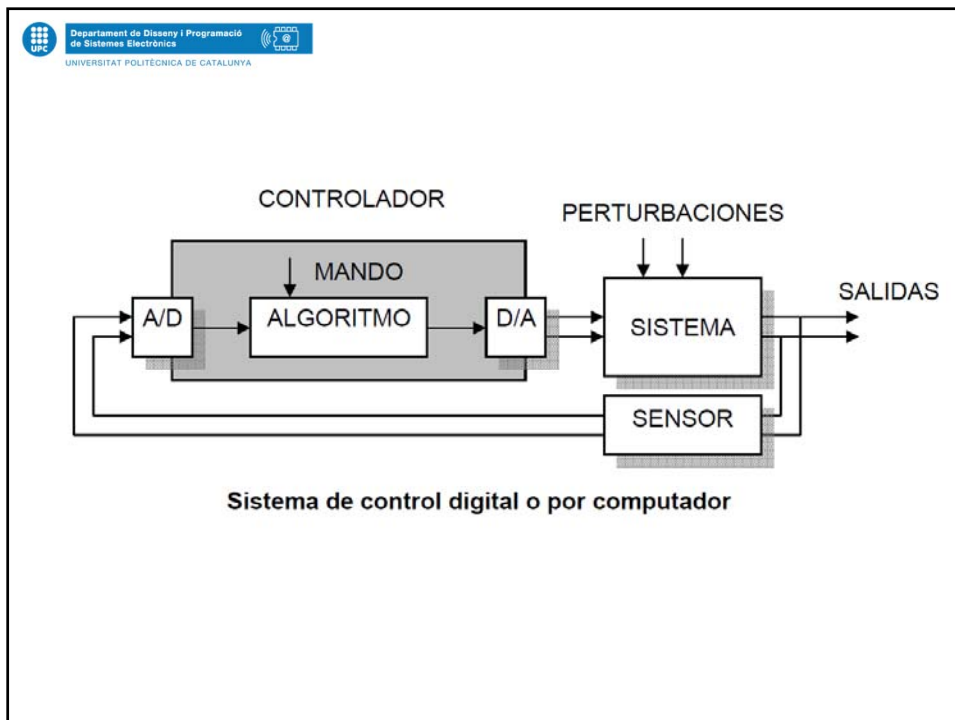 UPC
Departament de Disseny i Programació
de Sistemes Electrònics
@
UNIVERSITAT POLITÈCNICA DE CATALUNYA
CONTROLADOR
PERTURBACIONES
MANDO
SALIDAS
A/D
ALGORITMO
D/A
SISTEMA
SENSOR
Sistema de control digital o por computador